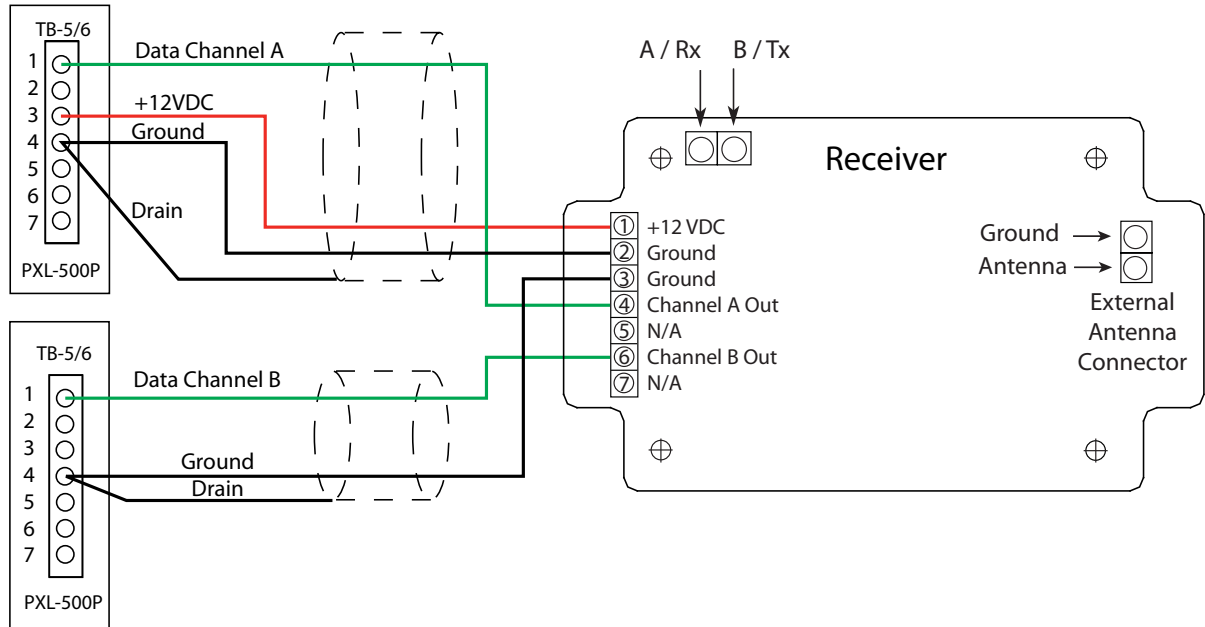 TB-5/6
1
2
3
4
5
6
7
PXL-500P
Data Channel A
+12VDC
Ground
Drain
TB-5/6
1
2
3
4
5
6
7
PXL-500P
Data Channel B
Ground
Drain
A / Rx
B / Tx
Receiver
① +12 VDC
② Ground
③ Ground
④ Channel A Out
⑤ N/A
⑥ Channel B Out
⑦ N/A
Ground
Antenna
External
Antenna
Connector